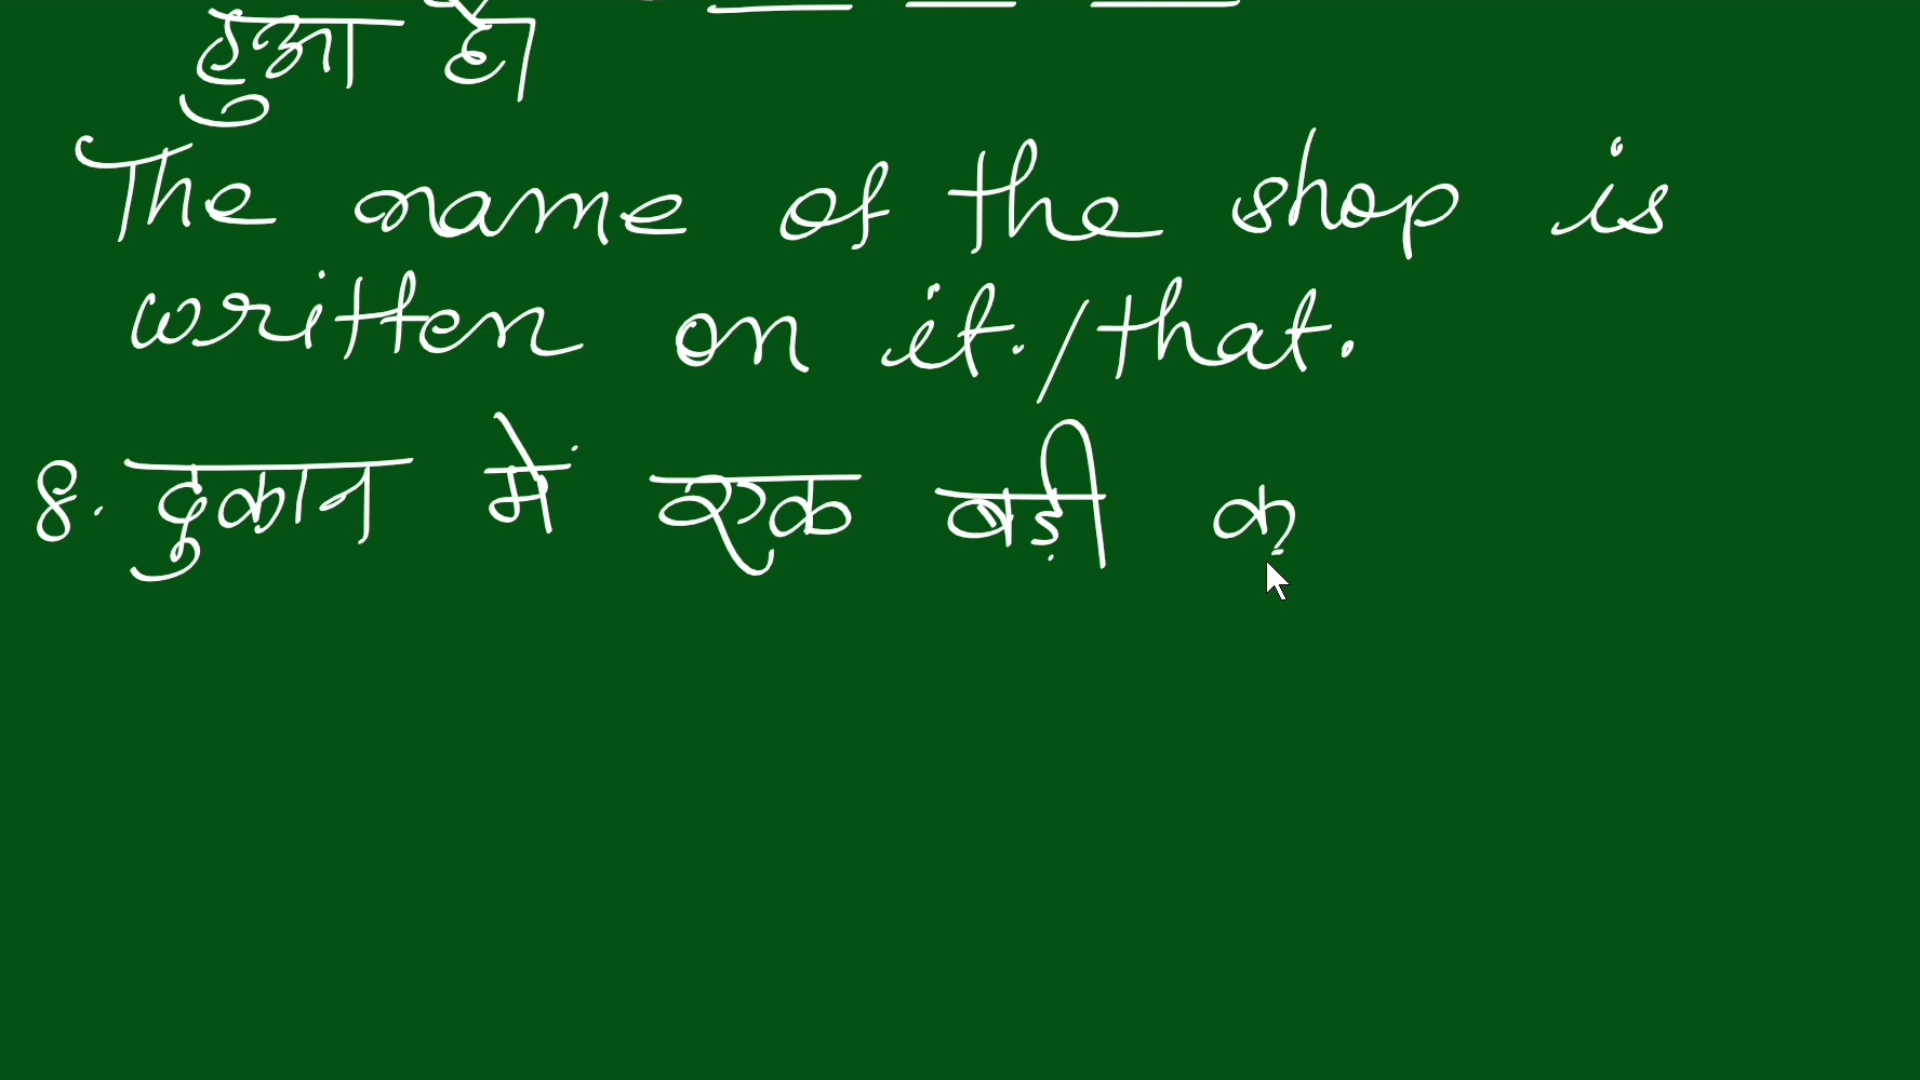 हुआ है।
The name of the shop is
written on it./that.
8. दुकान में एक बड़ी